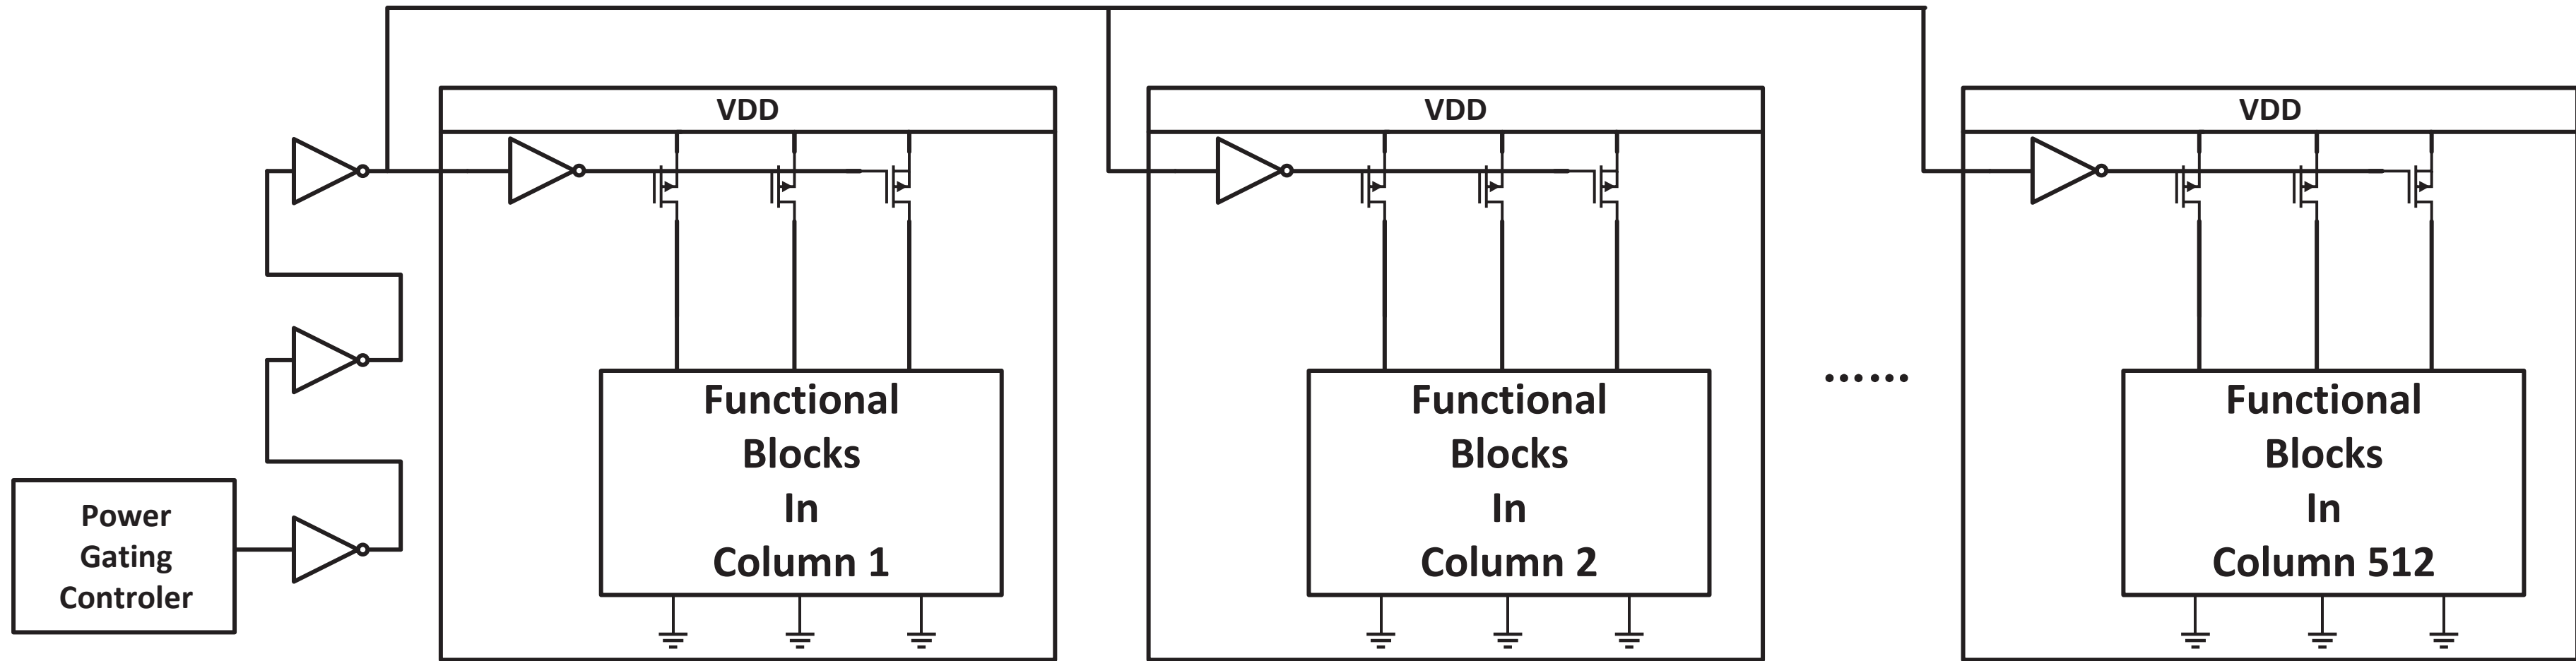 VDD
VDD
VDD
Power
Gating
Controler
Functional
Blocks
In
Column 1
Functional
Blocks
In
Column 2
......
Functional
Blocks
In
Column 512